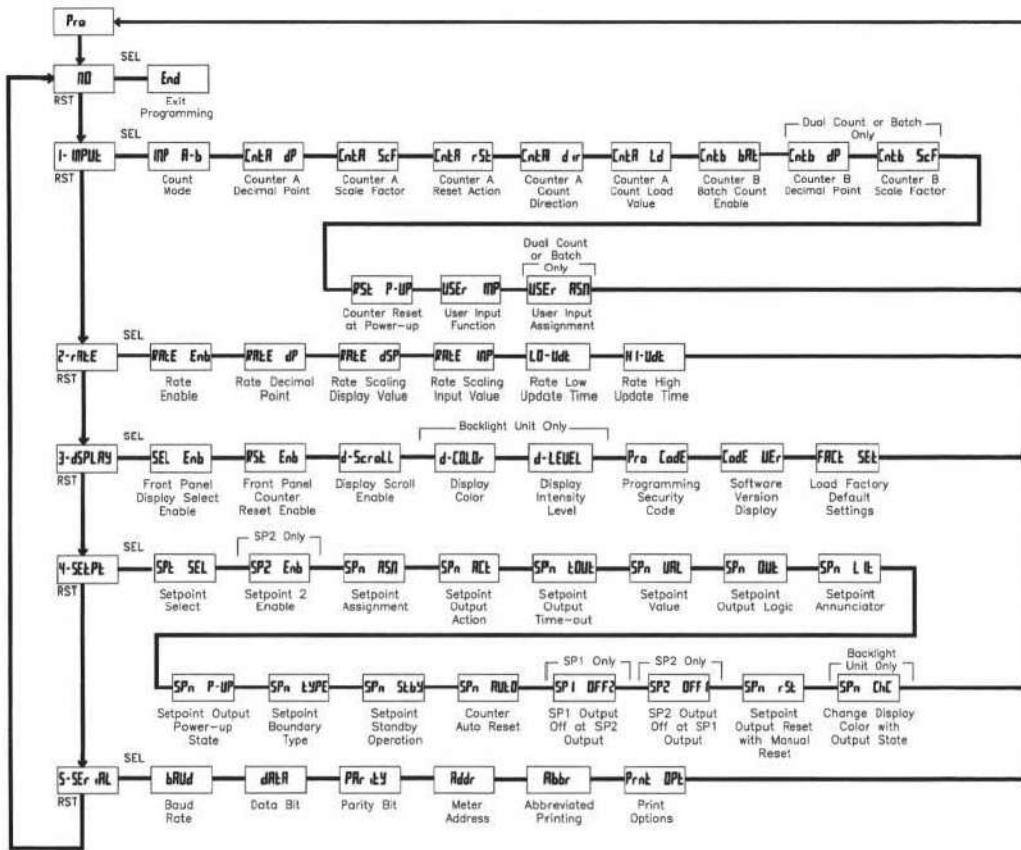 Pro
SEL
NO
End
RST
Exit
Programming
SEL
Dual Count or Batch
Only
1-INPUt
INP A-b
CntA dP
CntA ScF
CntA rSt
CntA dir
CntA Ld
Cntb bAt
Cntb dP
Cntb ScF
RST
Count
Mode
Counter A
Decimal Point
Counter A
Scale Factor
Counter A
Reset Action
Counter A
Count
Direction
Counter A
Count Load
Value
Counter B
Batch Count
Enable
Counter B
Decimal Point
Counter B
Scale Factor
Dual Count
or Batch
Only
RSt P-UP
USEr INP
USEr ASN
Counter Reset
at Power-up
User Input
Function
User Input
Assignment
SEL
2-rAtE
RAtE Enb
RAtE dP
RAtE dSP
RAtE INP
LO-Udt
HI-Udt
RST
Rate
Enable
Rate Decimal
Point
Rate Scaling
Display Value
Rate Scaling
Input Value
Rate Low
Update Time
Rate High
Update Time
SEL
Backlight Unit Only
3-dSPLAY
SEL Enb
RSt Enb
d-ScroLL
d-COLOr
d-LEVEL
Pro CodE
CodE VEr
FACt SEt
RST
Front Panel
Display Select
Enable
Front Panel
Counter
Reset Enable
Display Scroll
Enable
Display
Color
Display
Intensity
Level
Programming
Security
Code
Software
Version
Display
Load Factory
Default
Settings
SEL
SP2 Only
4-SEtPt
SPt SEL
SP2 Enb
SPn ASN
SPn ACt
SPn tOUt
SPn VAL
SPn OUt
SPn LIt
RST
Setpoint
Select
Setpoint 2
Enable
Setpoint
Assignment
Setpoint
Output
Action
Setpoint
Output
Time-out
Setpoint
Value
Setpoint
Output Logic
Setpoint
Annunciator
SP1 Only
SP2 Only
Backlight
Unit Only
SPn P-UP
SPn tYPE
SPn StbY
SPn AUtO
SP1 OFF2
SP2 OFF1
SPn rSt
SPn ChC
Setpoint Output
Power-up
State
Setpoint
Boundary
Type
Setpoint
Standby
Operation
Counter
Auto Reset
SP1 Output
Off at SP2
Output
SP2 Output
Off at SP1
Output
Setpoint
Output Reset
with Manual
Reset
Change Display
Color with
Output State
SEL
5-SErIAL
bAUd
dAtA
PAritY
Addr
Abbr
Prnt OPt
RST
Baud
Rate
Data Bit
Parity Bit
Meter
Address
Abbreviated
Printing
Print
Options